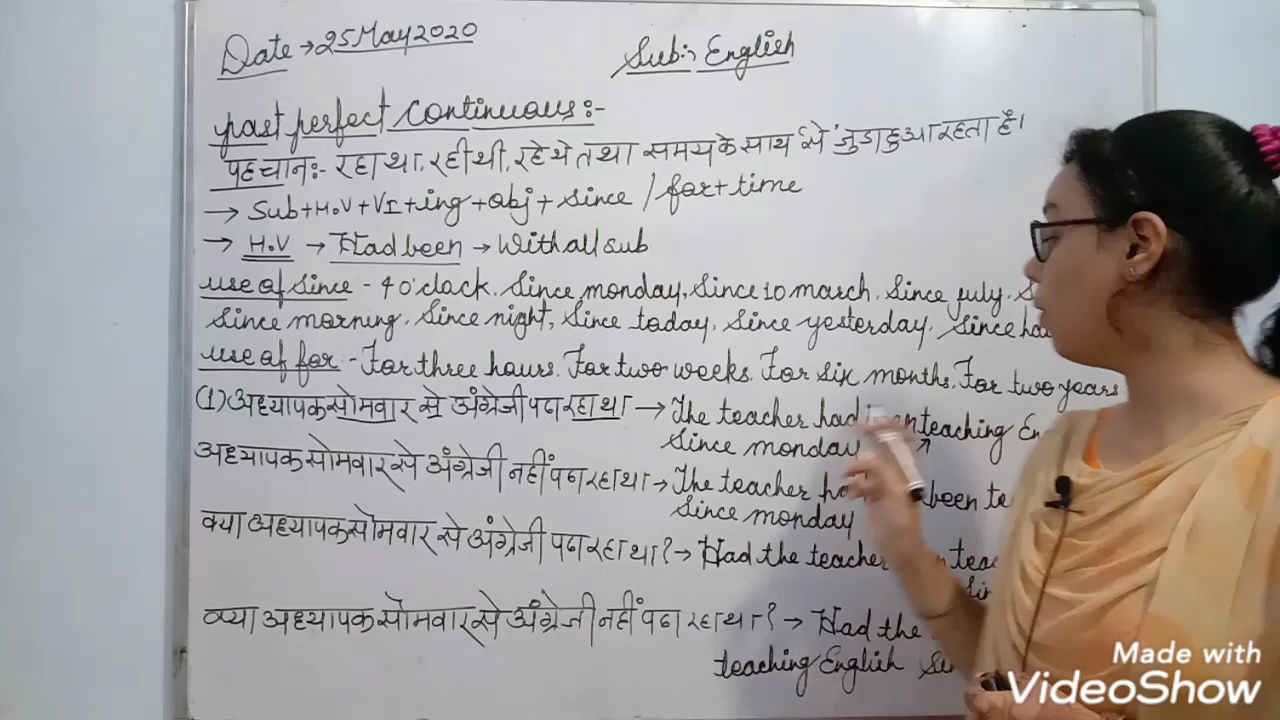 Date → 25 May 2020
Sub:- English
past perfect continuous:-
पहचान:- रहा था, रही थी, रहे थे तथा समय के साथ 'से' जुडा हुआ रहता है।
→ Sub+H.V+VI+ing+obj+since/for+time
→ H.V → Had been → With all sub
use of since - 4 o'clock. Since monday, Since 10 march. Since july.
Since morning. Since night, Since today. Since yesterday. Since
use of for - For three hours. For two weeks. For six months. For two years
(1) अध्यापक सोमवार से अंग्रेजी पढा रहा था → The teacher had teaching
Since monday
अध्यापक सोमवार से अंग्रेजी नहीं पढा रहा था → The teacher been
Since monday
क्या अध्यापक सोमवार से अंग्रेजी पढा रहा था? → Had the teacher
क्या अध्यापक सोमवार से अंग्रेजी नहीं पढा रहा था? → Had the
teaching English
Made with
VideoShow